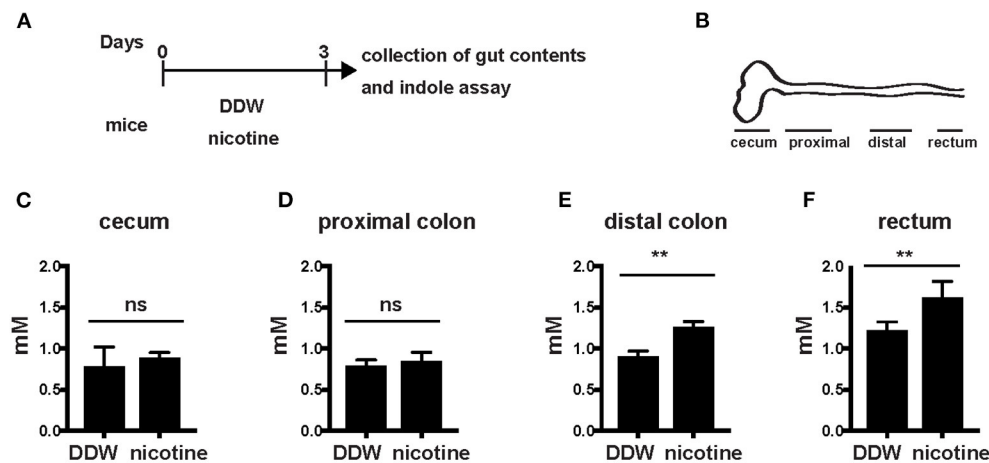 A
Days
0
3
collection of gut contents
and indole assay
mice
DDW
nicotine
B
cecum proximal distal rectum
C
cecum
mM
2.0
1.5
1.0
0.5
0.0
ns
DDW nicotine
D
proximal colon
mM
2.0
1.5
1.0
0.5
0.0
ns
DDW nicotine
E
distal colon
mM
2.0
1.5
1.0
0.5
0.0
**
DDW nicotine
F
rectum
mM
2.0
1.5
1.0
0.5
0.0
**
DDW nicotine